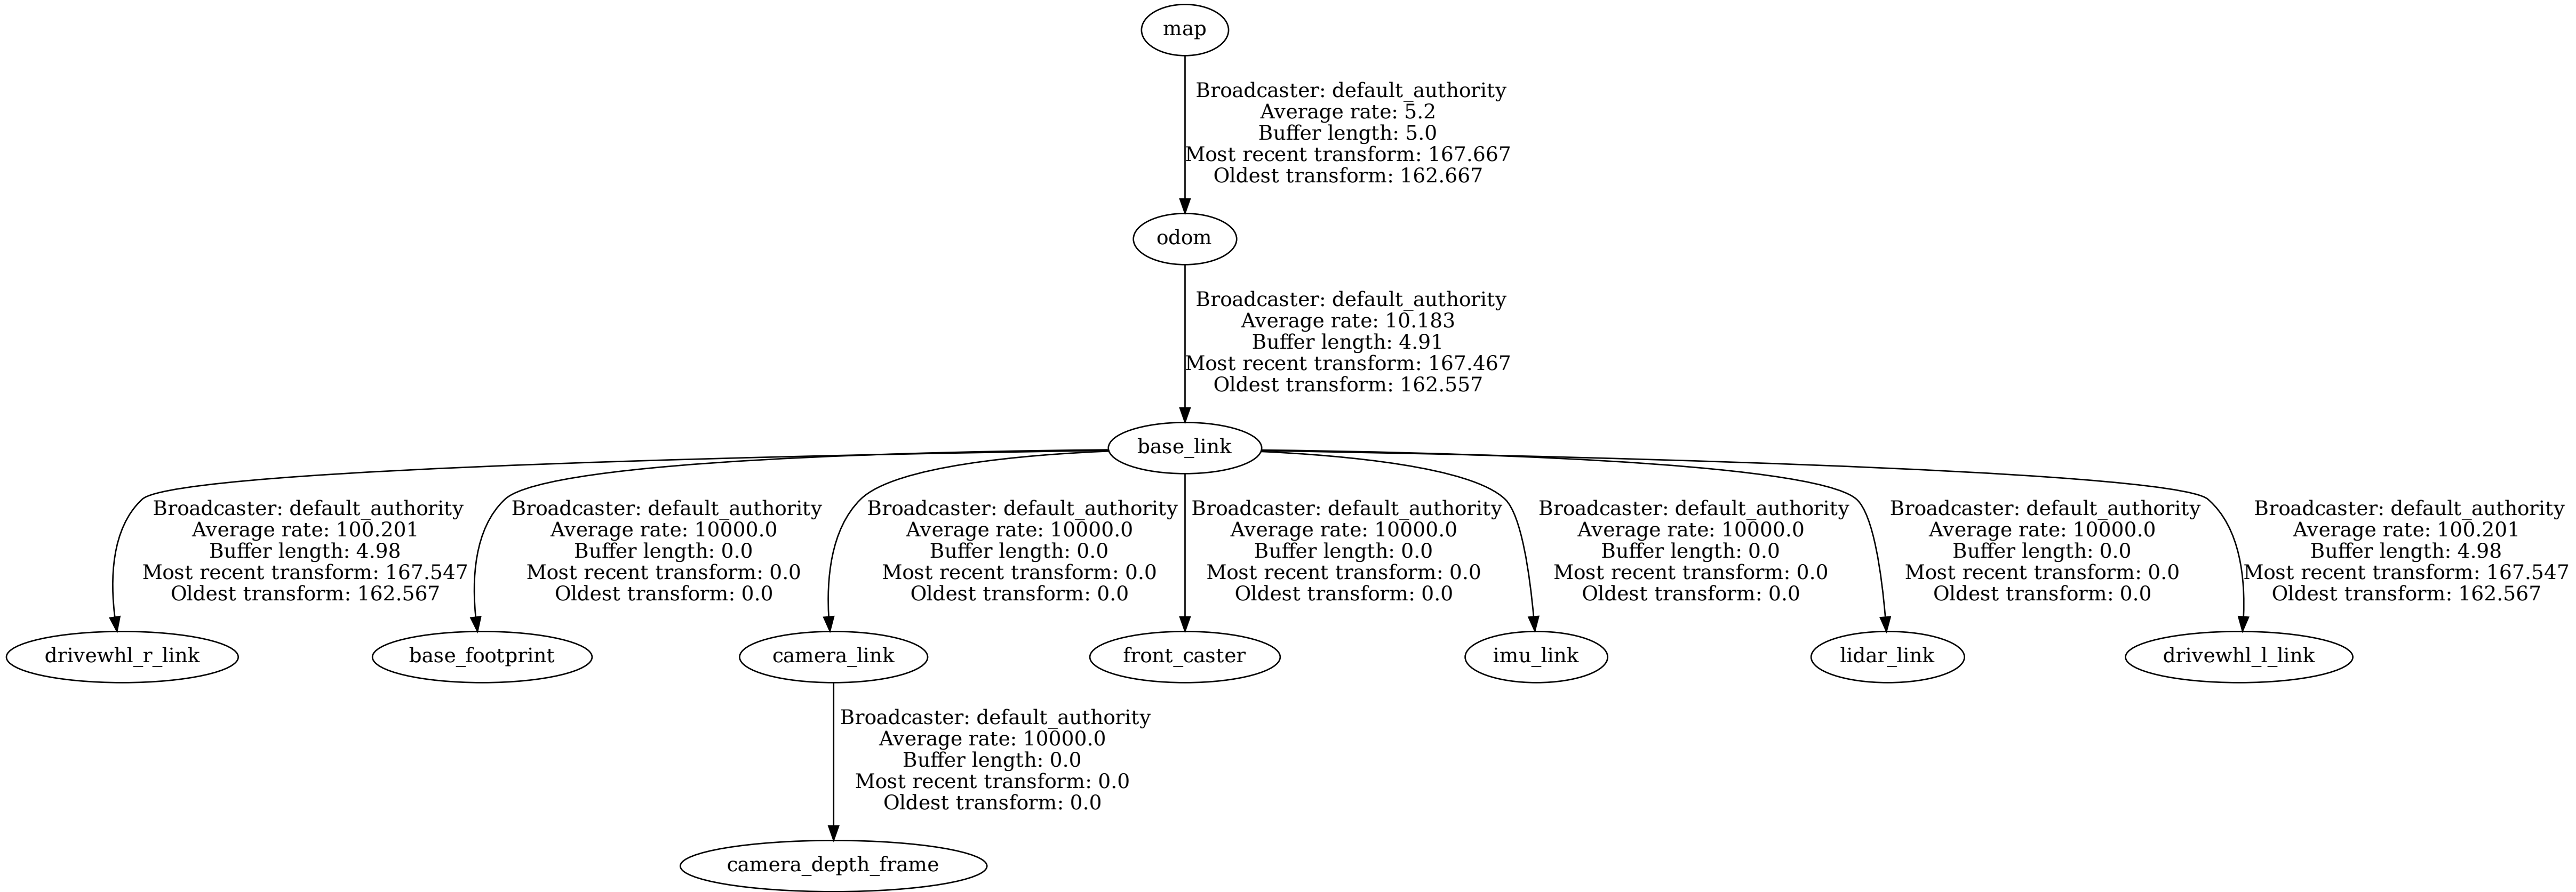 map
Broadcaster: default_authority
Average rate: 5.2
Buffer length: 5.0
Most recent transform: 167.667
Oldest transform: 162.667
odom
Broadcaster: default_authority
Average rate: 10.183
Buffer length: 4.91
Most recent transform: 167.467
Oldest transform: 162.557
base_link
Broadcaster: default_authority
Average rate: 100.201
Buffer length: 4.98
Most recent transform: 167.547
Oldest transform: 162.567
Broadcaster: default_authority
Average rate: 10000.0
Buffer length: 0.0
Most recent transform: 0.0
Oldest transform: 0.0
Broadcaster: default_authority
Average rate: 10000.0
Buffer length: 0.0
Most recent transform: 0.0
Oldest transform: 0.0
Broadcaster: default_authority
Average rate: 10000.0
Buffer length: 0.0
Most recent transform: 0.0
Oldest transform: 0.0
Broadcaster: default_authority
Average rate: 10000.0
Buffer length: 0.0
Most recent transform: 0.0
Oldest transform: 0.0
Broadcaster: default_authority
Average rate: 10000.0
Buffer length: 0.0
Most recent transform: 0.0
Oldest transform: 0.0
Broadcaster: default_authority
Average rate: 100.201
Buffer length: 4.98
Most recent transform: 167.547
Oldest transform: 162.567
drivewhl_r_link
base_footprint
camera_link
front_caster
imu_link
lidar_link
drivewhl_l_link
Broadcaster: default_authority
Average rate: 10000.0
Buffer length: 0.0
Most recent transform: 0.0
Oldest transform: 0.0
camera_depth_frame